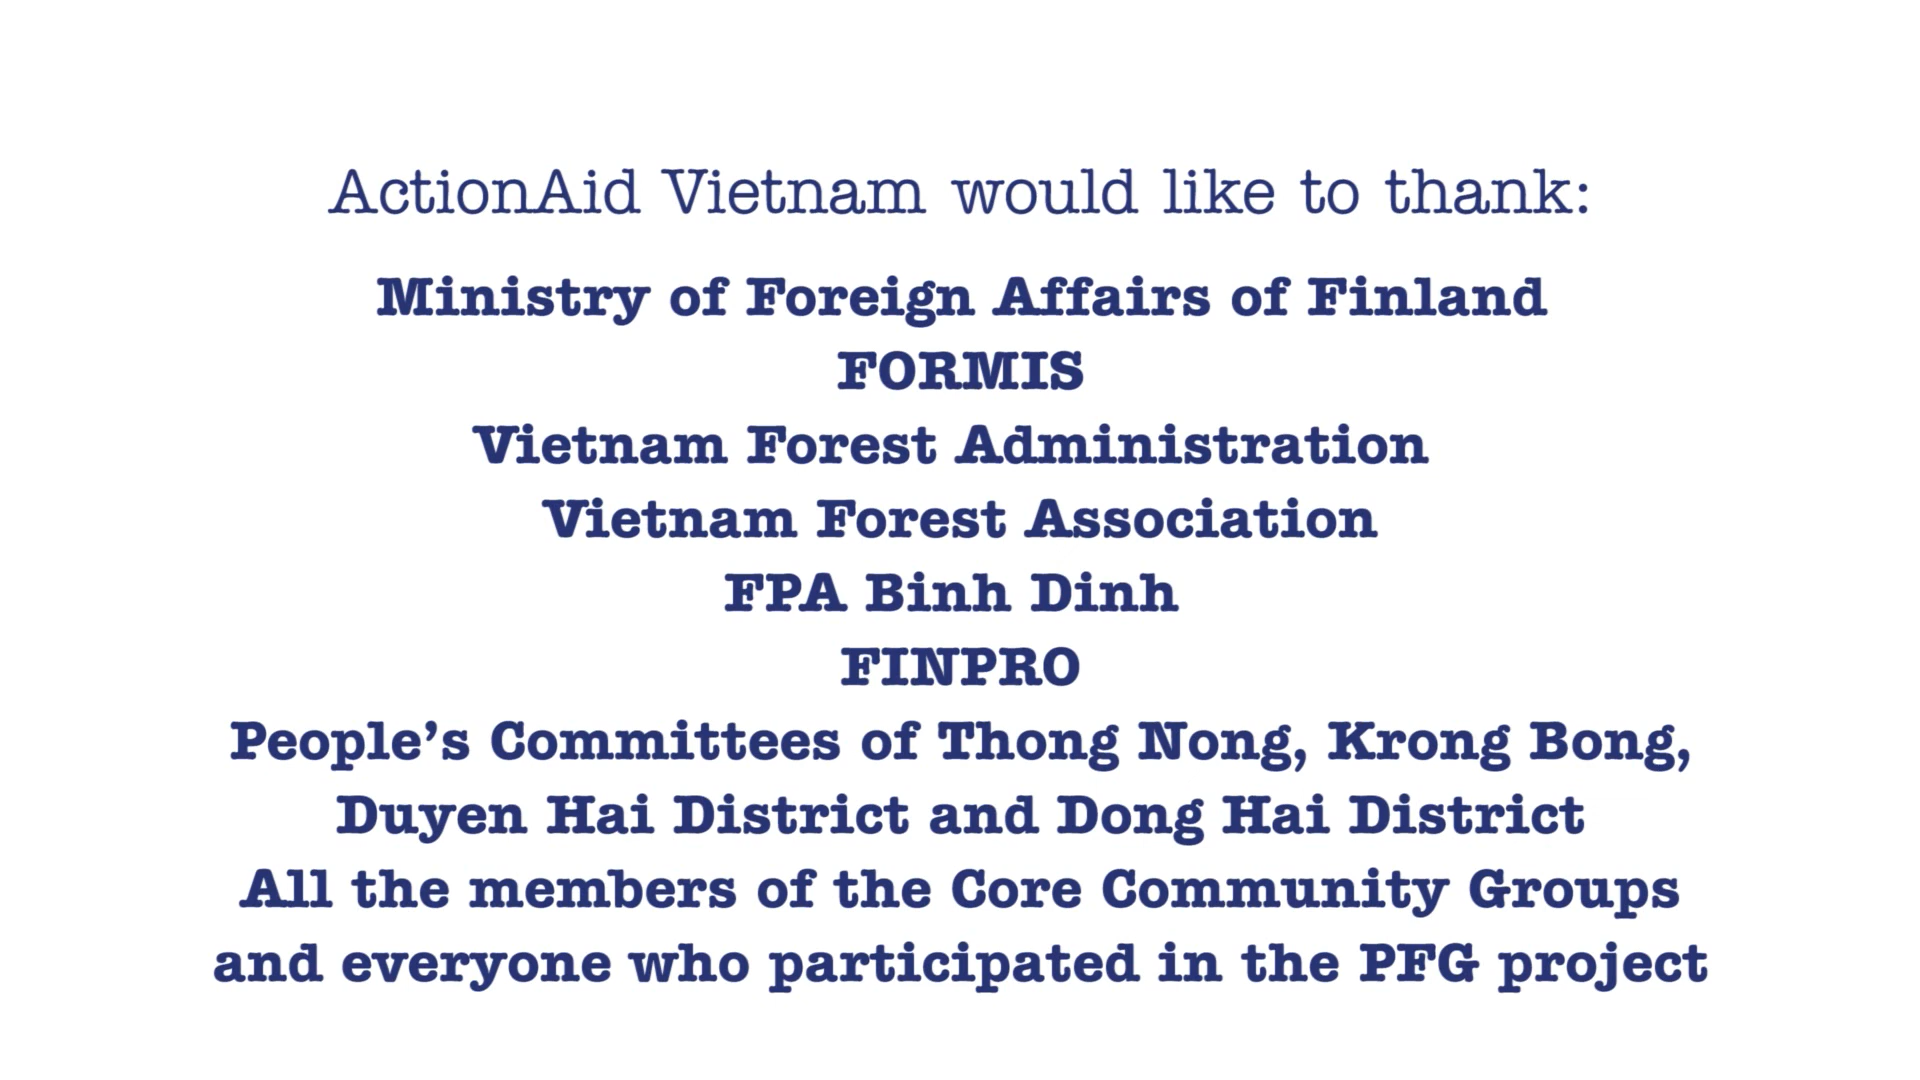 ActionAid Vietnam would like to thank:
Ministry of Foreign Affairs of Finland
FORMIS
Vietnam Forest Administration
Vietnam Forest Association
FPA Binh Dinh
FINPRO
People’s Committees of Thong Nong, Krong Bong,
Duyen Hai District and Dong Hai District
All the members of the Core Community Groups
and everyone who participated in the PFG project